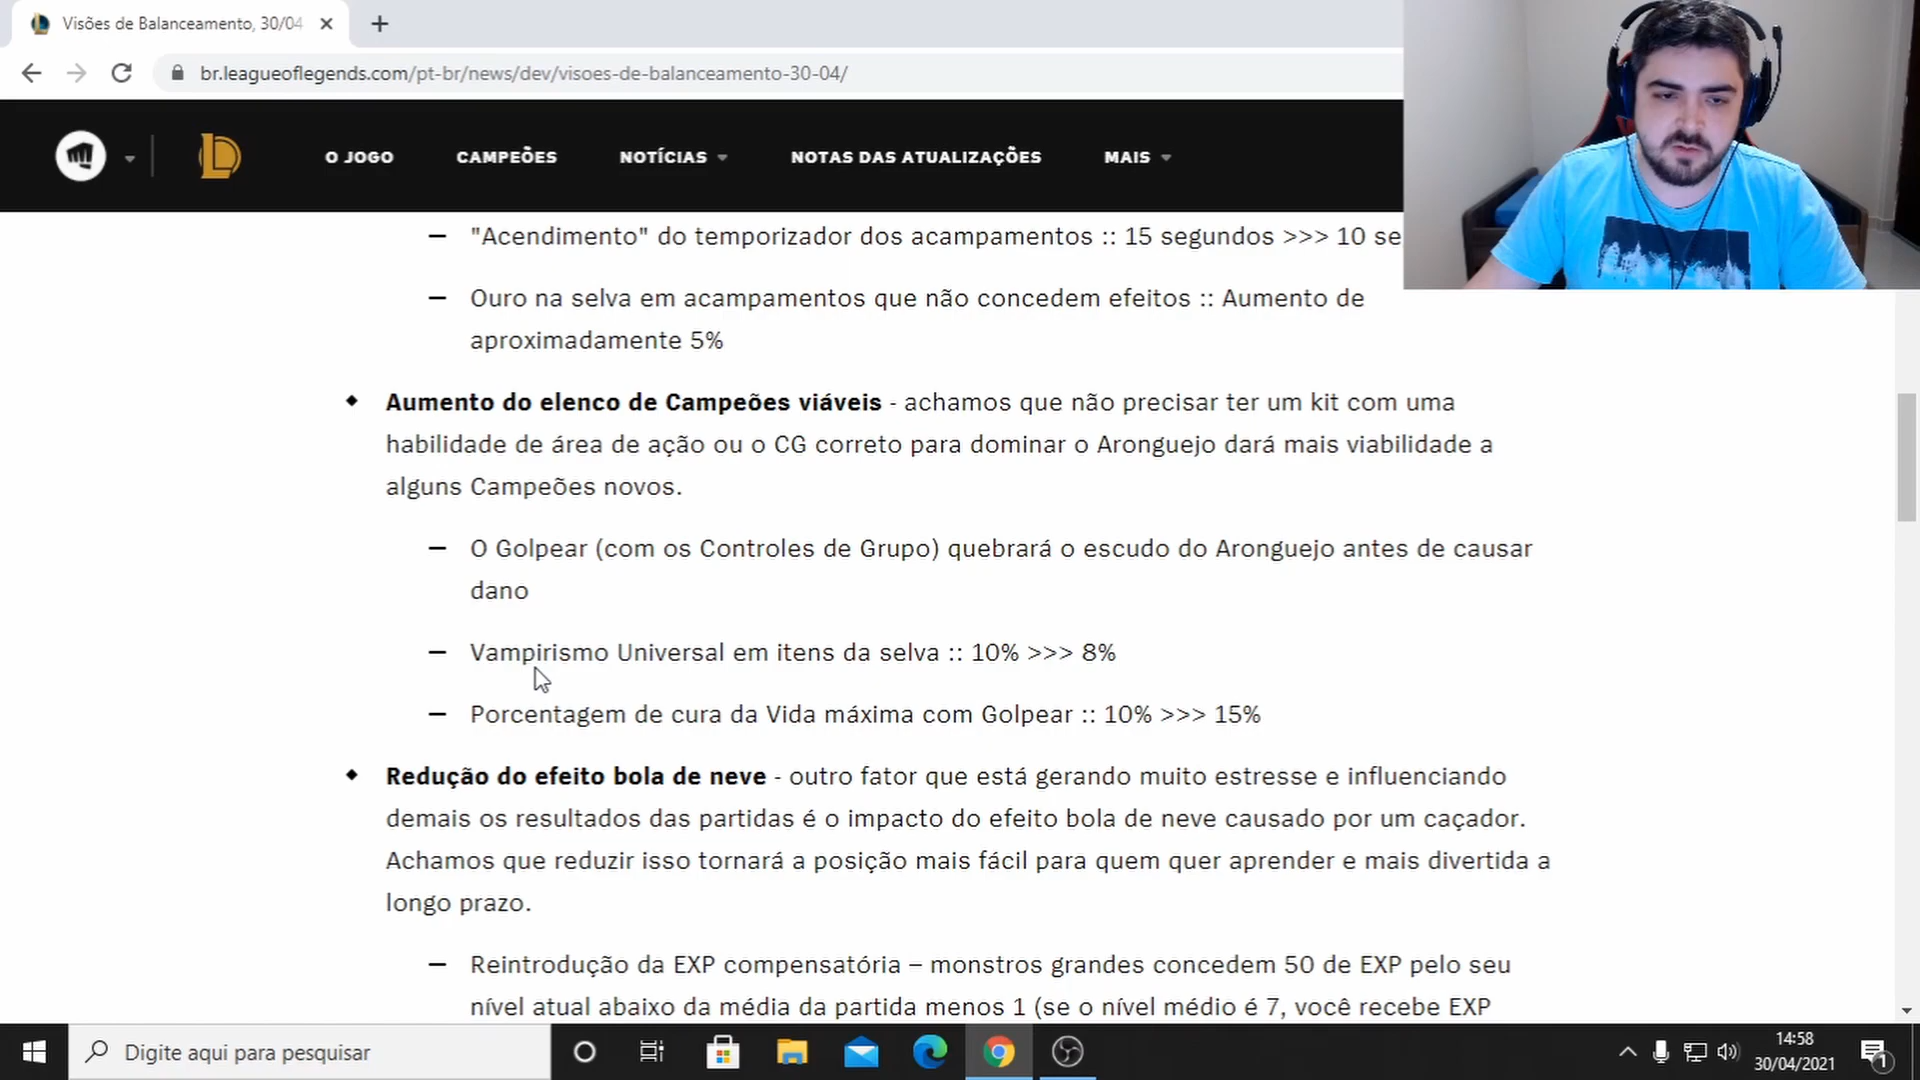 Visões de Balanceamento, 30/04
br.leagueoflegends.com/pt-br/news/dev/visoes-de-balanceamento-30-04/
O JOGO CAMPEÕES NOTÍCIAS NOTAS DAS ATUALIZAÇÕES MAIS
— "Acendimento" do temporizador dos acampamentos :: 15 segundos >>> 10 se
— Ouro na selva em acampamentos que não concedem efeitos :: Aumento de
aproximadamente 5%
◆ Aumento do elenco de Campeões viáveis - achamos que não precisar ter um kit com uma
habilidade de área de ação ou o CG correto para dominar o Aronguejo dará mais viabilidade a
alguns Campeões novos.
— O Golpear (com os Controles de Grupo) quebrará o escudo do Aronguejo antes de causar
dano
— Vampirismo Universal em itens da selva :: 10% >>> 8%
— Porcentagem de cura da Vida máxima com Golpear :: 10% >>> 15%
◆ Redução do efeito bola de neve - outro fator que está gerando muito estresse e influenciando
demais os resultados das partidas é o impacto do efeito bola de neve causado por um caçador.
Achamos que reduzir isso tornará a posição mais fácil para quem quer aprender e mais divertida a
longo prazo.
— Reintrodução da EXP compensatória – monstros grandes concedem 50 de EXP pelo seu
nível atual abaixo da média da partida menos 1 (se o nível médio é 7, você recebe EXP
Digite aqui para pesquisar
14:58
30/04/2021
1